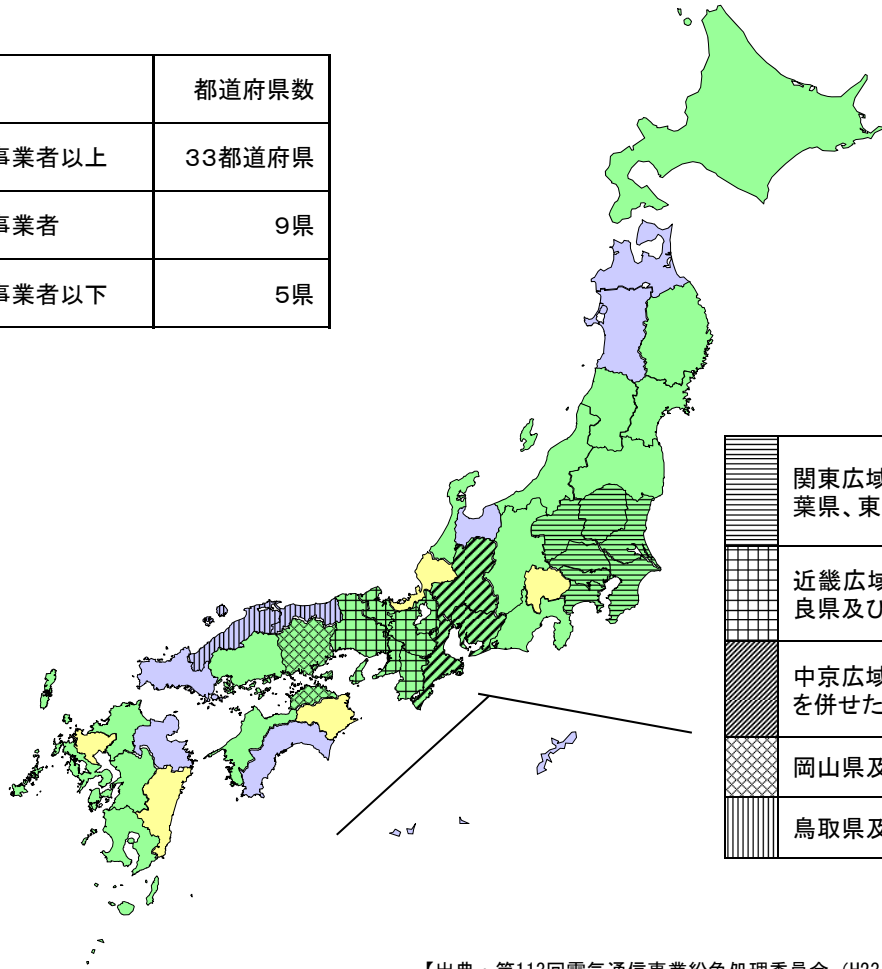 都道府県数
事業者以上 33都道府県
事業者 9県
事業者以下 5県
関東広域
葉県、東
近畿広域
良県及び
中京広域
を併せた
岡山県及
鳥取県及